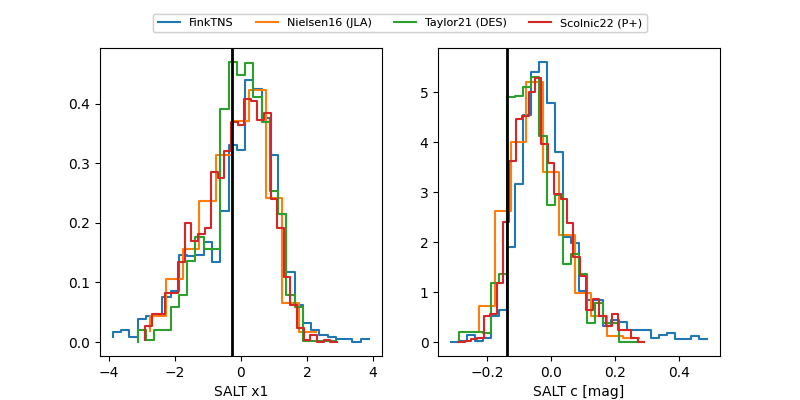 FinkTNS Nielsen16 (JLA) Taylor21 (DES) Scolnic22 (P+)
0.4
0.3
0.2
0.1
0.0
−4 −2 0 2 4
SALT x1
5
4
3
2
1
0
−0.2 0.0 0.2 0.4
SALT c [mag]